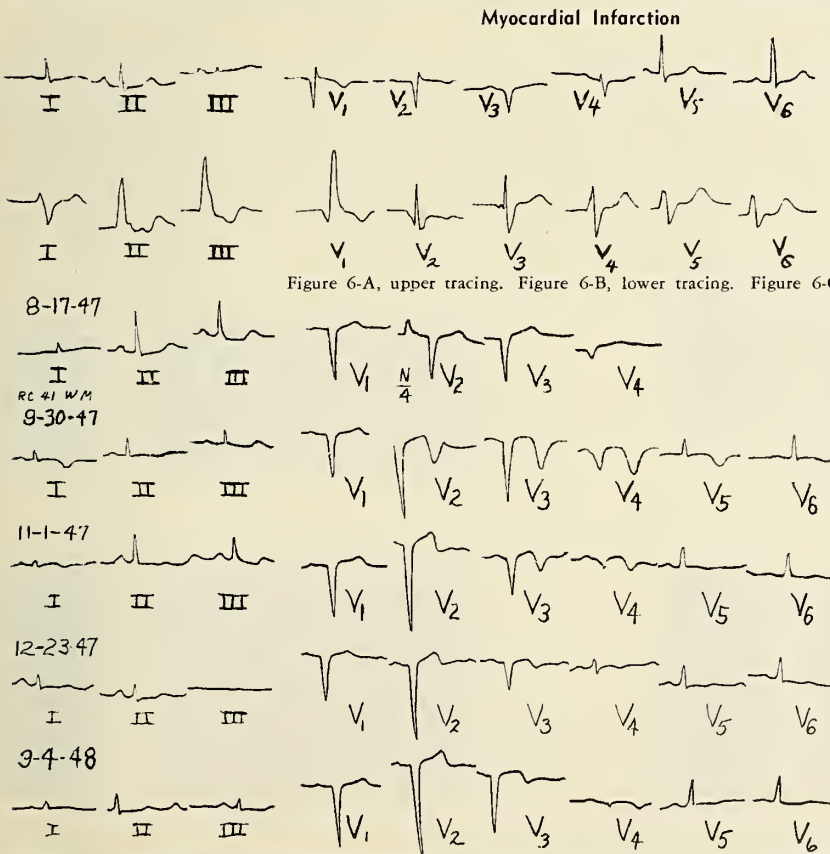 Myocardial Infarction
I II III V1 V2 V3 V4 V5 V6
I II III V1 V2 V3 V4 V5 V6
Figure 6-A, upper tracing. Figure 6-B, lower tracing. Figure 6-
8-17-47
I II III V1 N/4 V2 V3 V4
RC 41 WM
9-30-47
I II III V1 V2 V3 V4 V5 V6
11-1-47
I II III V1 V2 V3 V4 V5 V6
12-23-47
I II III V1 V2 V3 V4 V5 V6
9-4-48
I II III V1 V2 V3 V4 V5 V6